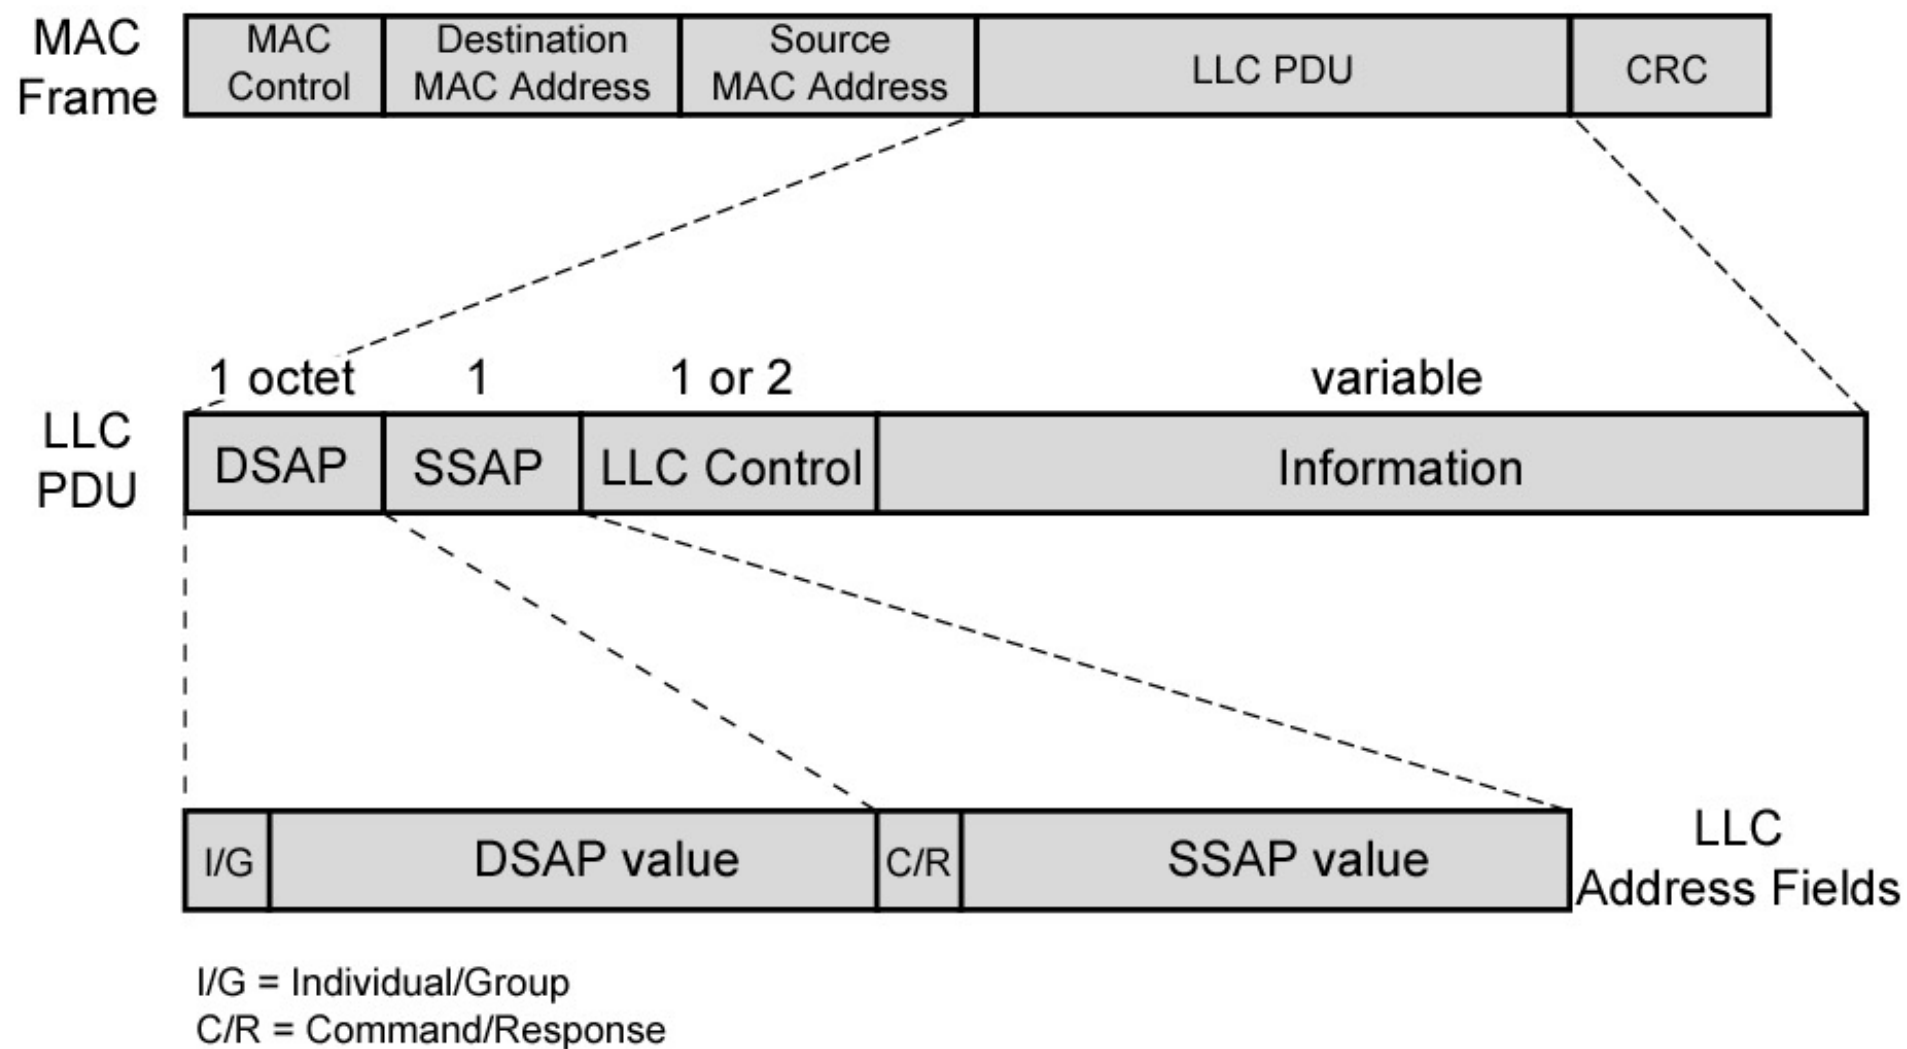 MAC
Frame
MAC
Control
Destination
MAC Address
Source
MAC Address
LLC PDU
CRC
1 octet
1
1 or 2
variable
LLC
PDU
DSAP
SSAP
LLC Control
Information
I/G
DSAP value
C/R
SSAP value
LLC
Address Fields
I/G = Individual/Group
C/R = Command/Response